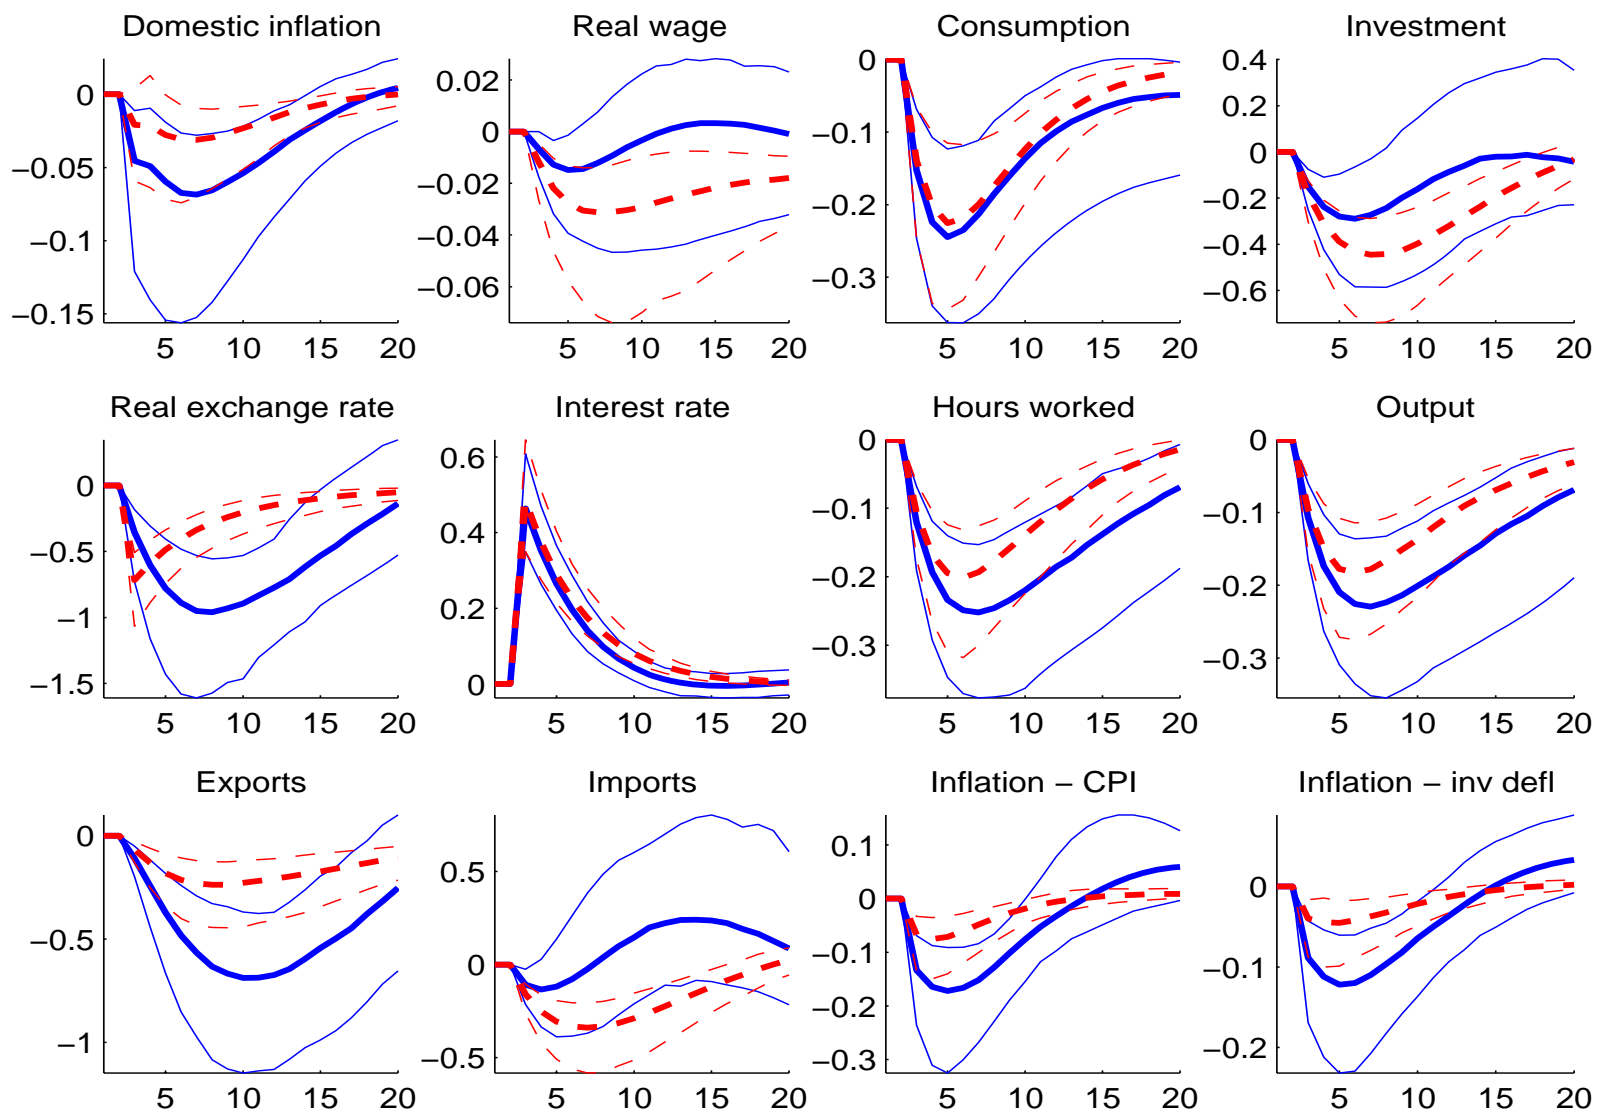 Domestic inflation
0
−0.05
−0.1
−0.15
5 10 15 20
Real wage
0.02
0
−0.02
−0.04
−0.06
5 10 15 20
Consumption
0
−0.1
−0.2
−0.3
5 10 15 20
Investment
0.4
0.2
0
−0.2
−0.4
−0.6
5 10 15 20
Real exchange rate
0
−0.5
−1
−1.5
5 10 15 20
Interest rate
0.6
0.4
0.2
0
5 10 15 20
Hours worked
0
−0.1
−0.2
−0.3
5 10 15 20
Output
0
−0.1
−0.2
−0.3
5 10 15 20
Exports
0
−0.5
−1
5 10 15 20
Imports
0.5
0
−0.5
5 10 15 20
Inflation − CPI
0.1
0
−0.1
−0.2
−0.3
5 10 15 20
Inflation − inv defl
0
−0.1
−0.2
5 10 15 20